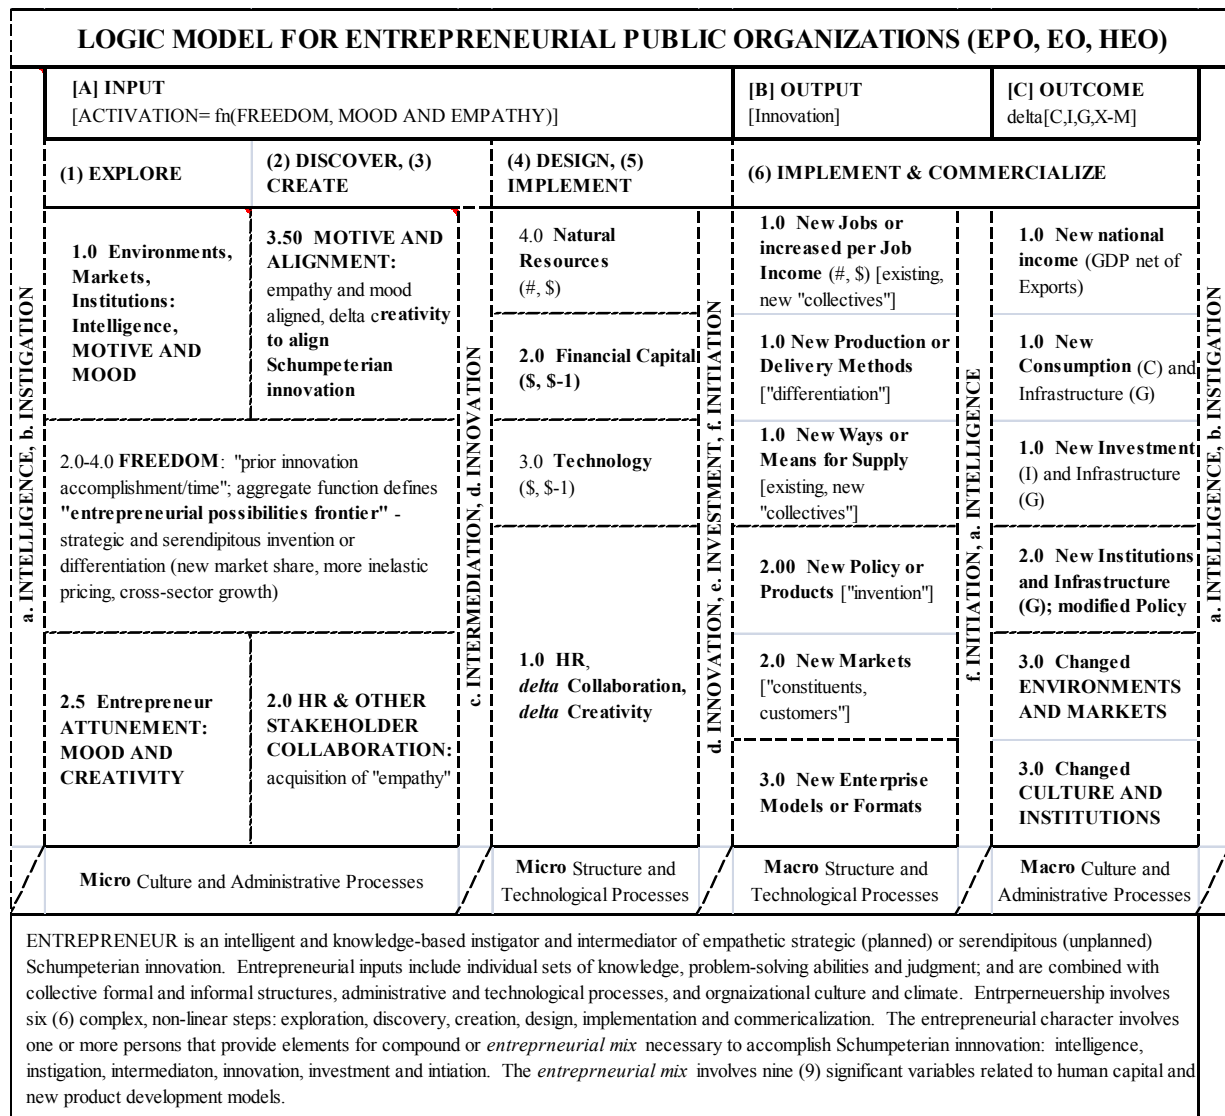 LOGIC MODEL FOR ENTREPRENEURIAL PUBLIC ORGANIZATIONS (EPO, EO, HEO)
[A] INPUT
[ACTIVATION= fn(FREEDOM, MOOD AND EMPATHY)]
[B] OUTPUT
[Innovation]
[C] OUTCOME
delta[C,I,G,X-M]
(1) EXPLORE
(2) DISCOVER, (3)
CREATE
(4) DESIGN, (5)
IMPLEMENT
(6) IMPLEMENT & COMMERCIALIZE
a. INTELLIGENCE, b. INSTIGATION
1.0 Environments,
Markets,
Institutions:
Intelligence,
MOTIVE AND
MOOD
3.50 MOTIVE AND
ALIGNMENT:
empathy and mood
aligned, delta creativity
to align
Schumpeterian
innovation
2.0-4.0 FREEDOM: "prior innovation
accomplishment/time"; aggregate function defines
"entrepreneurial possibilities frontier" -
strategic and serendipitous invention or
differentiation (new market share, more inelastic
pricing, cross-sector growth)
2.5 Entrepreneur
ATTUNEMENT:
MOOD AND
CREATIVITY
2.0 HR & OTHER
STAKEHOLDER
COLLABORATION:
acquisition of "empathy"
c. INTERMEDIATION, d. INNOVATION
4.0 Natural
Resources
(#, $)
2.0 Financial Capital
($, $-1)
3.0 Technology
($, $-1)
1.0 HR,
delta Collaboration,
delta Creativity
d. INNOVATION, e. INVESTMENT, f. INITIATION
1.0 New Jobs or
increased per Job
Income (#, $) [existing,
new "collectives"]
1.0 New Production or
Delivery Methods
["differentiation"]
1.0 New Ways or
Means for Supply
[existing, new
"collectives"]
2.00 New Policy or
Products ["invention"]
2.0 New Markets
["constituents,
customers"]
3.0 New Enterprise
Models or Formats
f. INITIATION, a. INTELLIGENCE
1.0 New national
income (GDP net of
Exports)
1.0 New
Consumption (C) and
Infrastructure (G)
1.0 New Investment
(I) and Infrastructure
(G)
2.0 New Institutions
and Infrastructure
(G); modified Policy
3.0 Changed
ENVIRONMENTS
AND MARKETS
3.0 Changed
CULTURE AND
INSTITUTIONS
a. INTELLIGENCE, b. INSTIGATION
Micro Culture and Administrative Processes
Micro Structure and
Technological Processes
Macro Structure and
Technological Processes
Macro Culture and
Administrative Processes
ENTREPRENEUR is an intelligent and knowledge-based instigator and intermediator of empathetic strategic (planned) or serendipitous (unplanned)
Schumpeterian innovation. Entrepreneurial inputs include individual sets of knowledge, problem-solving abilities and judgment; and are combined with
collective formal and informal structures, administrative and technological processes, and orgnaizational culture and climate. Entrperneuership involves
six (6) complex, non-linear steps: exploration, discovery, creation, design, implementation and commericalization. The entrepreneurial character involves
one or more persons that provide elements for compound or entreprneurial mix necessary to accomplish Schumpeterian innnovation: intelligence,
instigation, intermediaton, innovation, investment and intiation. The entreprneurial mix involves nine (9) significant variables related to human capital and
new product development models.